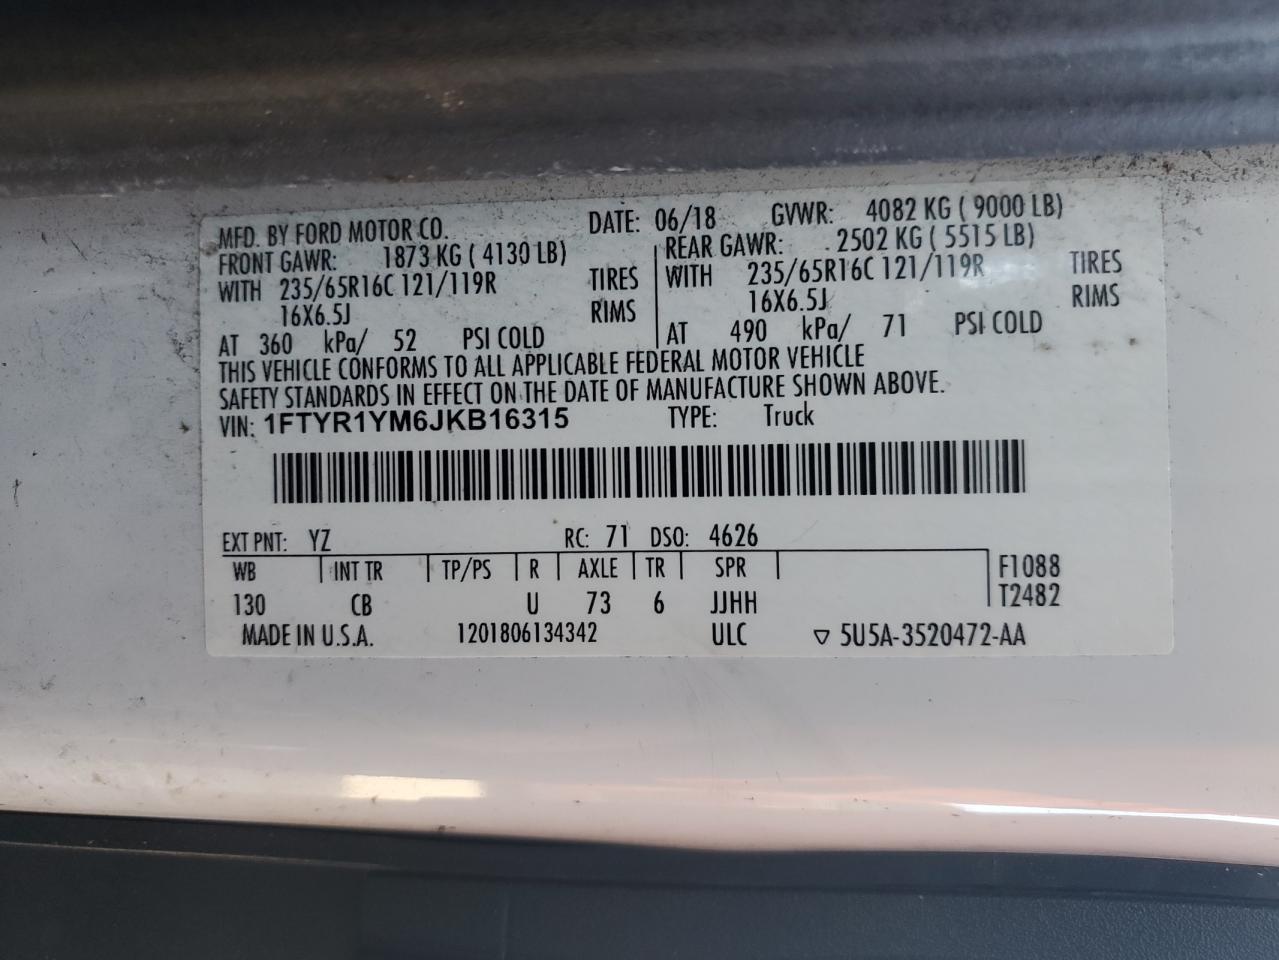 MFD. BY FORD MOTOR CO. DATE: 06/18 GVWR: 4082 KG ( 9000 LB)
FRONT GAWR: 1873 KG ( 4130 LB) REAR GAWR: 2502 KG ( 5515 LB)
WITH 235/65R16C 121/119R TIRES WITH 235/65R16C 121/119R TIRES
16X6.5J RIMS 16X6.5J RIMS
AT 360 kPa/ 52 PSI COLD AT 490 kPa/ 71 PSI COLD
THIS VEHICLE CONFORMS TO ALL APPLICABLE FEDERAL MOTOR VEHICLE
SAFETY STANDARDS IN EFFECT ON THE DATE OF MANUFACTURE SHOWN ABOVE.
VIN: 1FTYR1YM6JKB16315 TYPE: Truck
EXT PNT: YZ RC: 71 DSO: 4626
WB INT TR TP/PS R AXLE TR SPR F1088
130 CB U 73 6 JJHH T2482
MADE IN U.S.A. 1201806134342 ULC ▽ 5U5A-3520472-AA